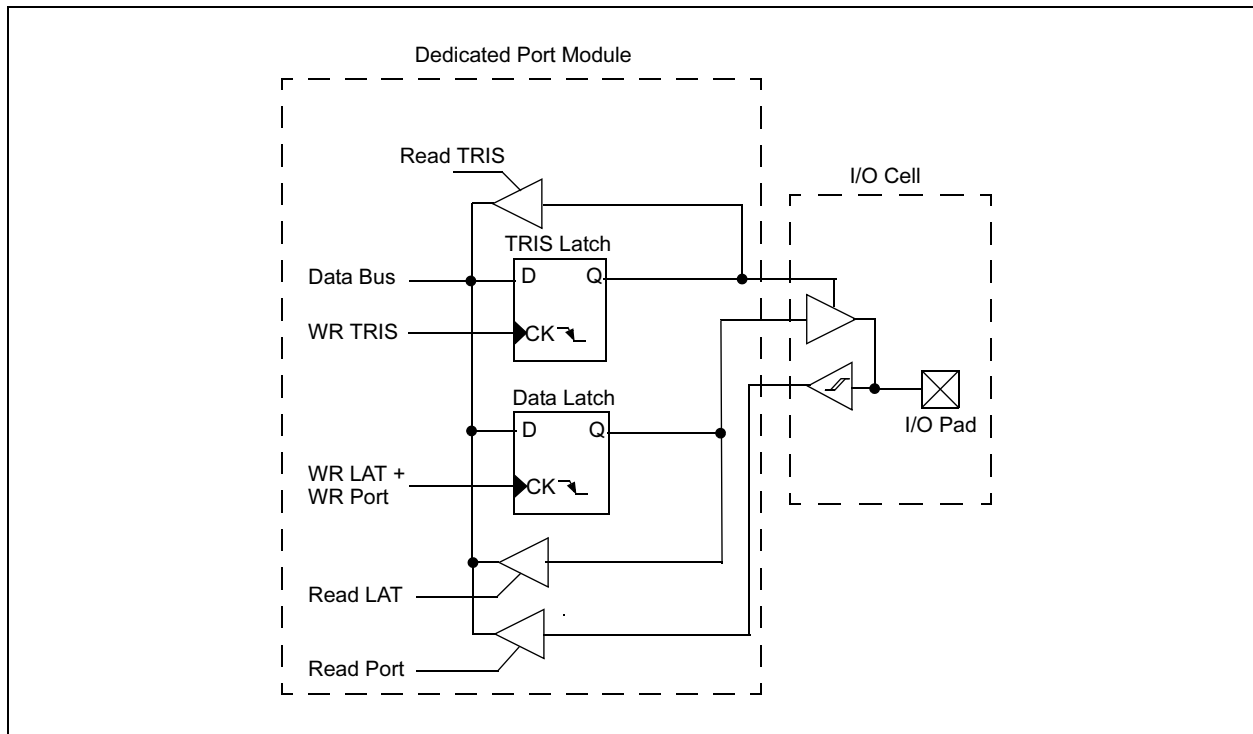 Dedicated Port Module
Read TRIS
I/O Cell
TRIS Latch
Data Bus
D
Q
WR TRIS
CK
Data Latch
I/O Pad
D
Q
WR LAT +
WR Port
CK
Read LAT
Read Port